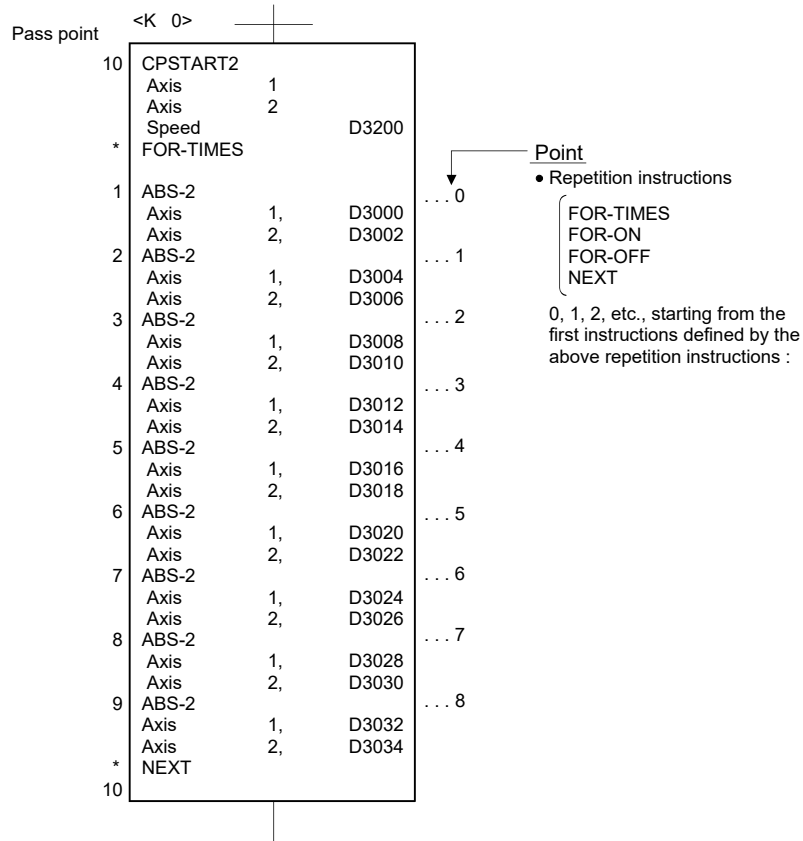 <K 0>
Pass point
10 CPSTART2
Axis 1
Axis 2
Speed D3200
* FOR-TIMES
1 ABS-2 . . . 0
Axis 1, D3000
Axis 2, D3002
2 ABS-2 . . . 1
Axis 1, D3004
Axis 2, D3006
3 ABS-2 . . . 2
Axis 1, D3008
Axis 2, D3010
4 ABS-2 . . . 3
Axis 1, D3012
Axis 2, D3014
5 ABS-2 . . . 4
Axis 1, D3016
Axis 2, D3018
6 ABS-2 . . . 5
Axis 1, D3020
Axis 2, D3022
7 ABS-2 . . . 6
Axis 1, D3024
Axis 2, D3026
8 ABS-2 . . . 7
Axis 1, D3028
Axis 2, D3030
9 ABS-2 . . . 8
Axis 1, D3032
Axis 2, D3034
* NEXT
10
Point
• Repetition instructions
FOR-TIMES
FOR-ON
FOR-OFF
NEXT
0, 1, 2, etc., starting from the
first instructions defined by the
above repetition instructions :